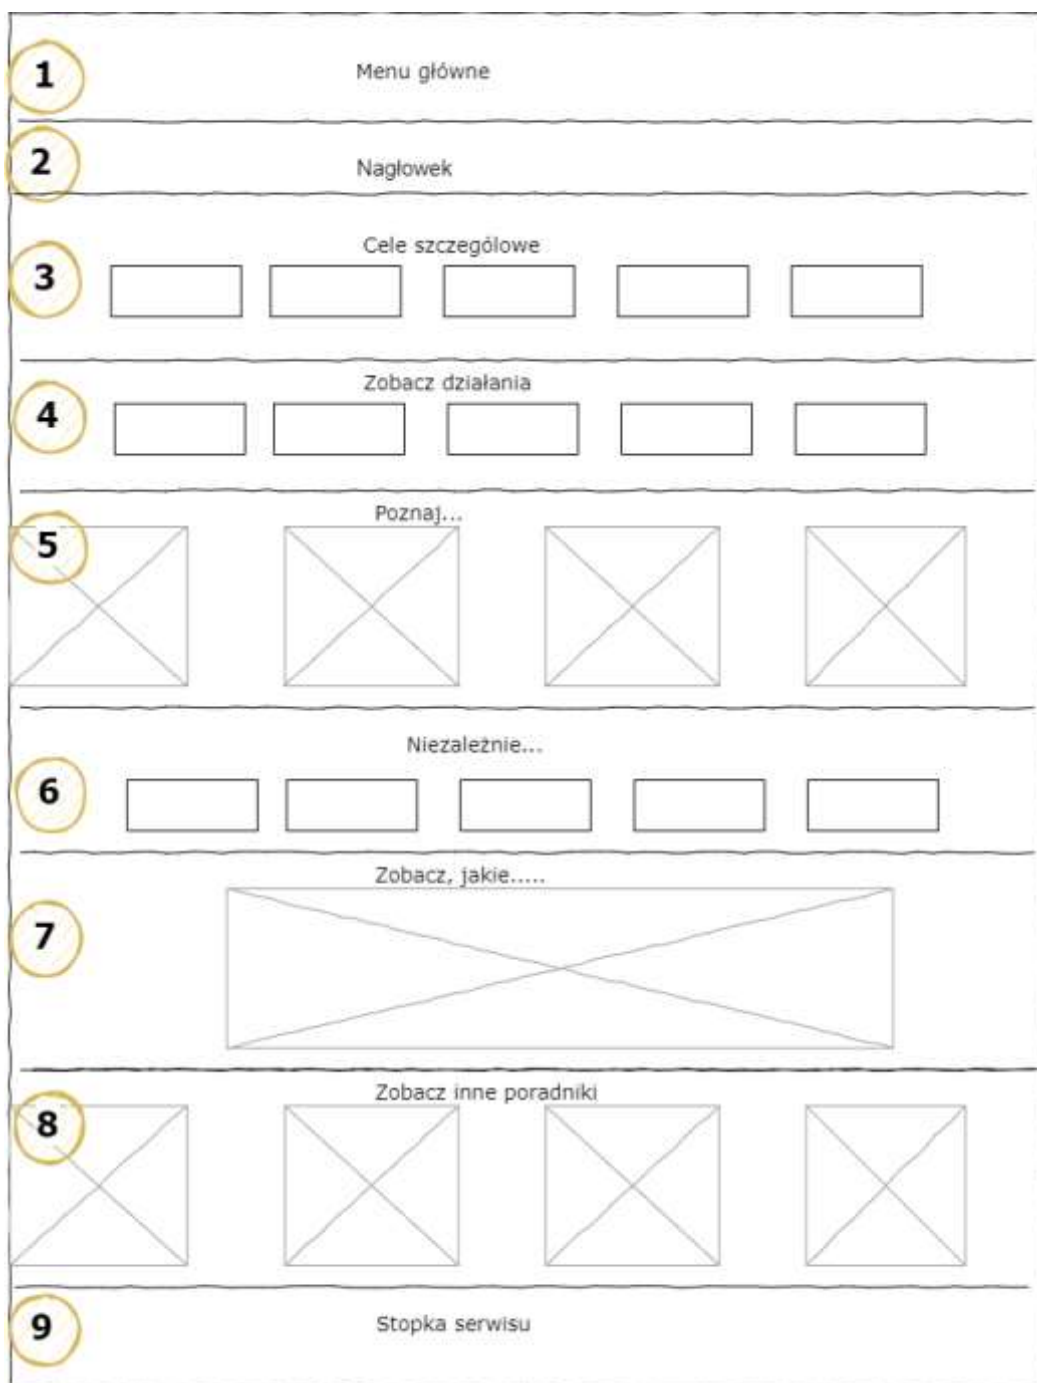 1
Menu główne
2
Nagłowek
Cele szczegółowe
3
Zobacz działania
4
Poznaj...
5
Niezależnie...
6
Zobacz, jakie.....
7
Zobacz inne poradniki
8
9
Stopka serwisu